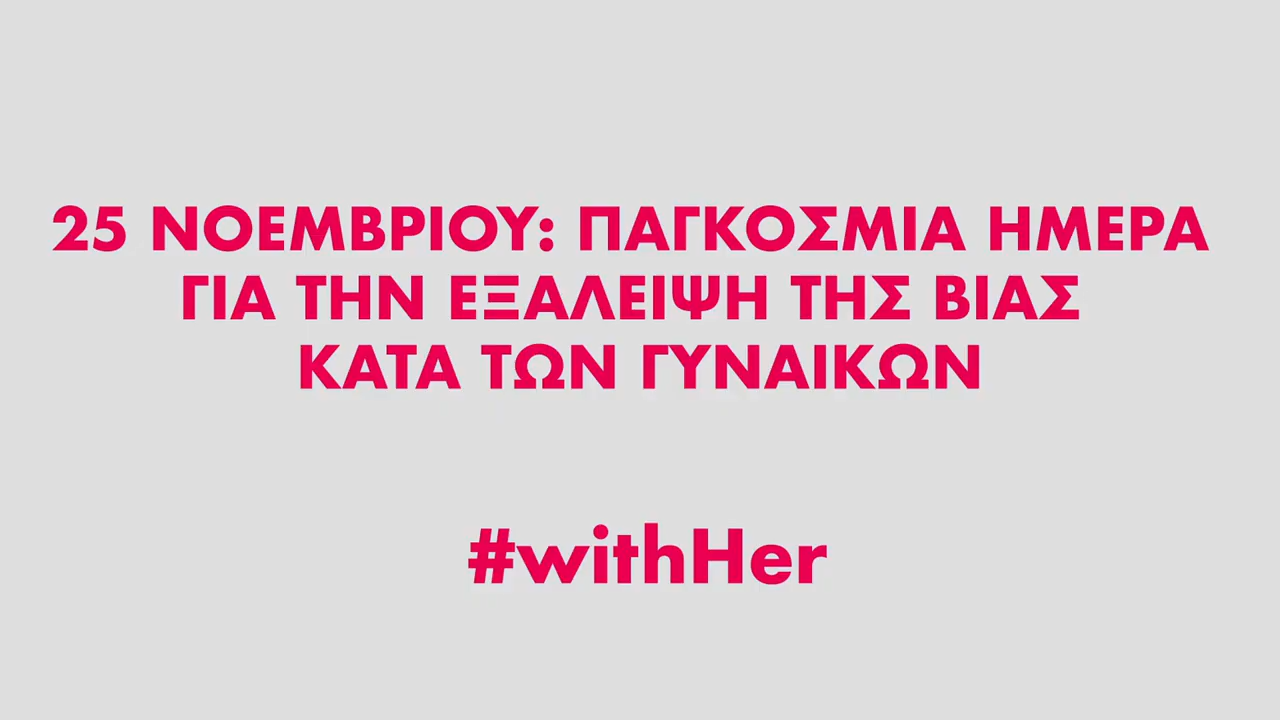 25 ΝΟΕΜΒΡΙΟΥ: ΠΑΓΚΟΣΜΙΑ ΗΜΕΡΑ
ΓΙΑ ΤΗΝ ΕΞΑΛΕΙΨΗ ΤΗΣ ΒΙΑΣ
ΚΑΤΑ ΤΩΝ ΓΥΝΑΙΚΩΝ
#withHer